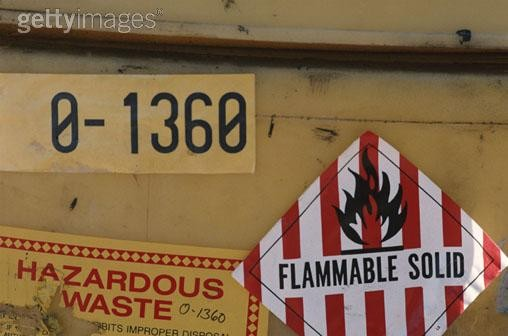 gettyimages®
0-1360
FLAMMABLE SOLID
HAZARDOUS
WASTE 0-1360
BITS IMPROPER DISPOSAL